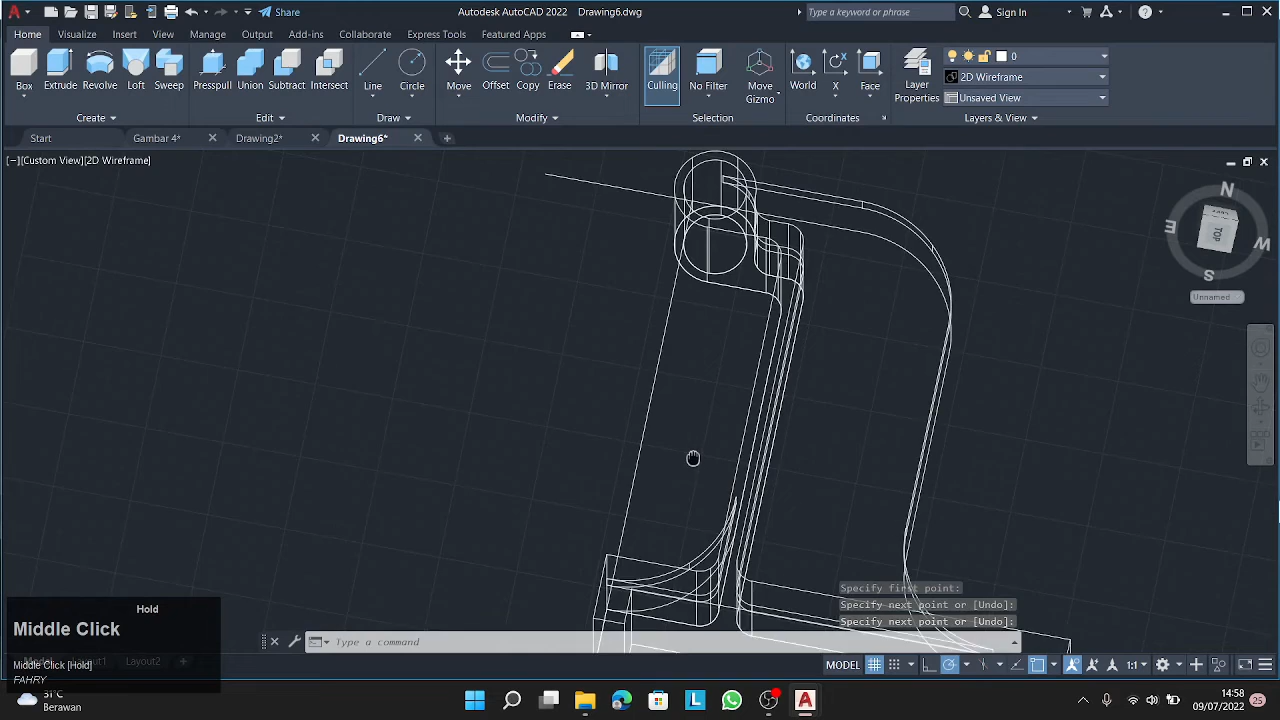 Share
Autodesk AutoCAD 2022 Drawing6.dwg
Type a keyword or phrase
Sign In
Home Visualize Insert View Manage Output Add-ins Collaborate Express Tools Featured Apps
0
2D Wireframe
Unsaved View
Box Extrude Revolve Loft Sweep Presspull Union Subtract Intersect Line Circle Move Offset Copy Erase 3D Mirror Culling No Filter Move Gizmo World X Face Layer Properties
Create Edit Draw Modify Selection Coordinates Layers & View
Start Gambar 4* Drawing2* Drawing6*
[−][Custom View][2D Wireframe]
N
E
W
TOP
S
Unnamed
Specify first point:
Specify next point or [Undo]:
Specify next point or [Undo]:
Hold
Middle Click
Type a command
Layout2
Middle Click [Hold]
FAHRY
MODEL
1:1
31°C
Berawan
14:58
09/07/2025